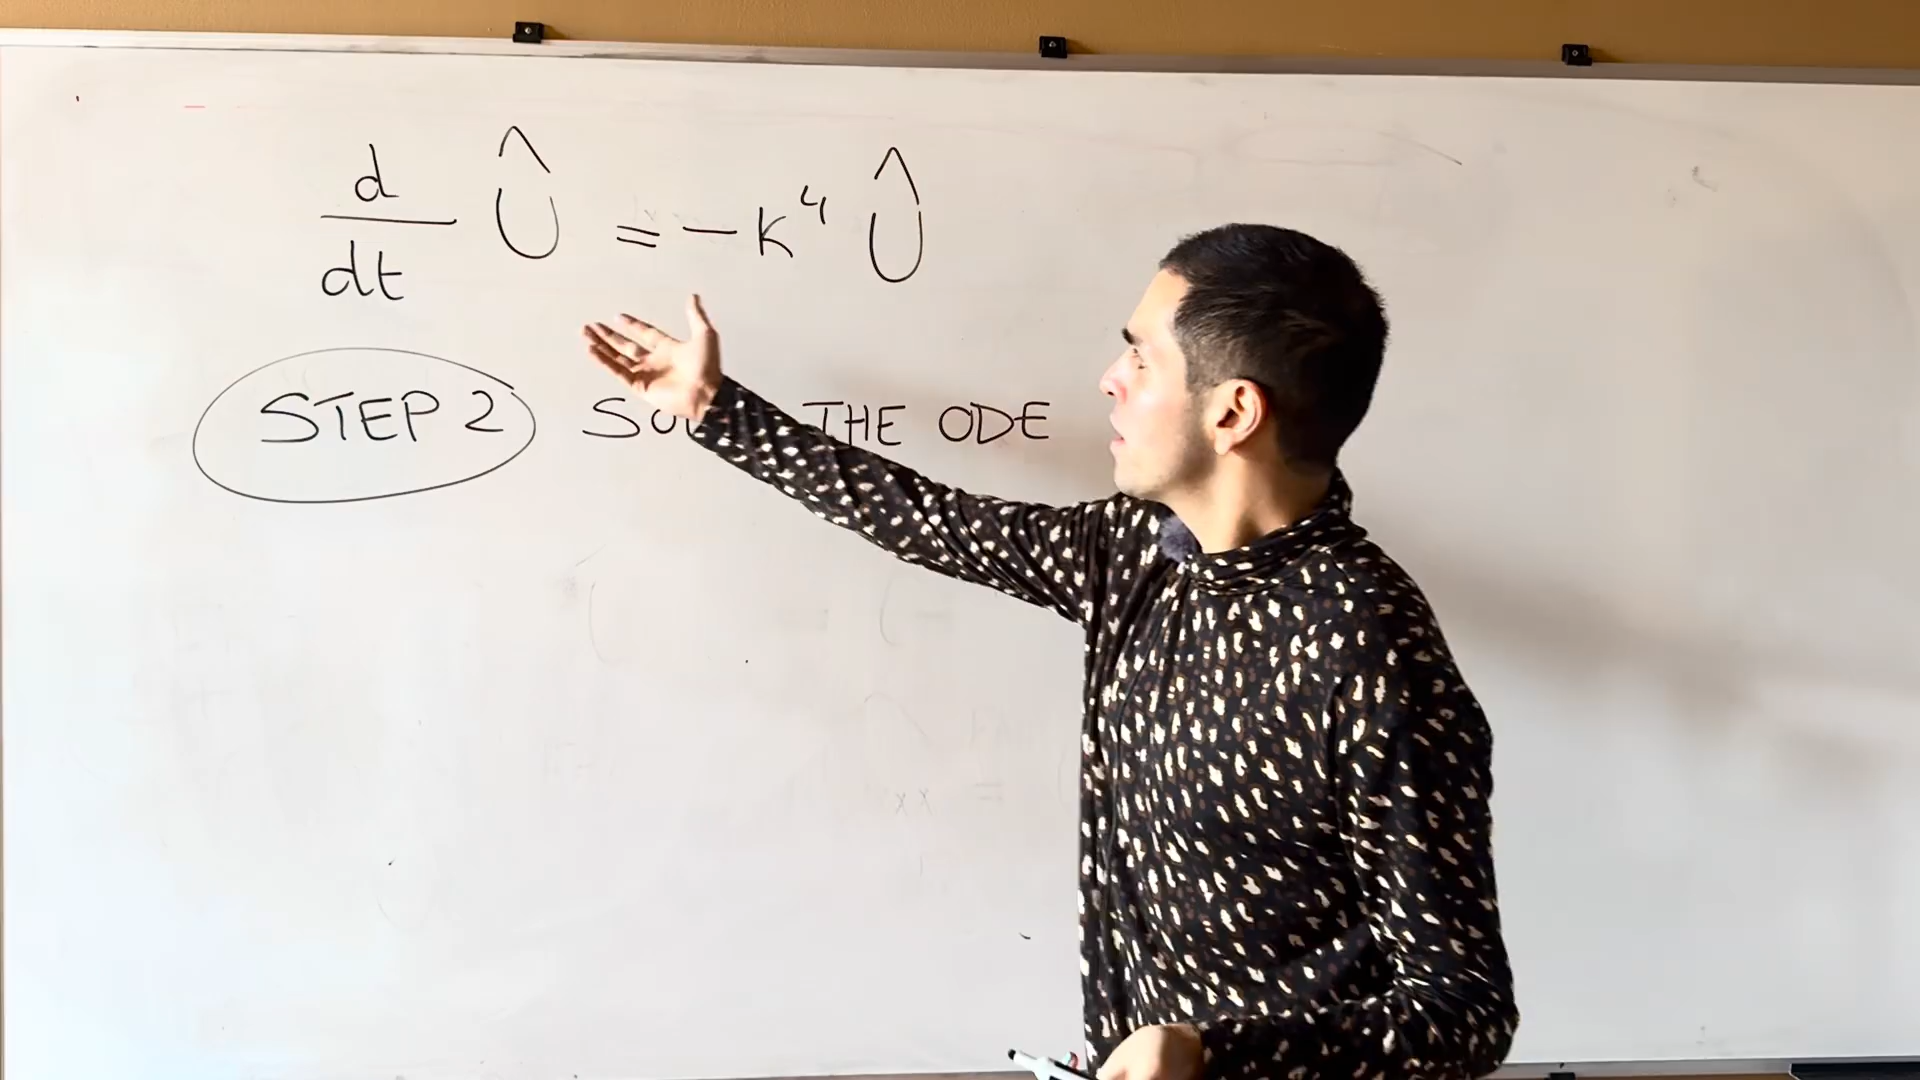 d/dt Û = -k⁴ Û
STEP 2 THE ODE